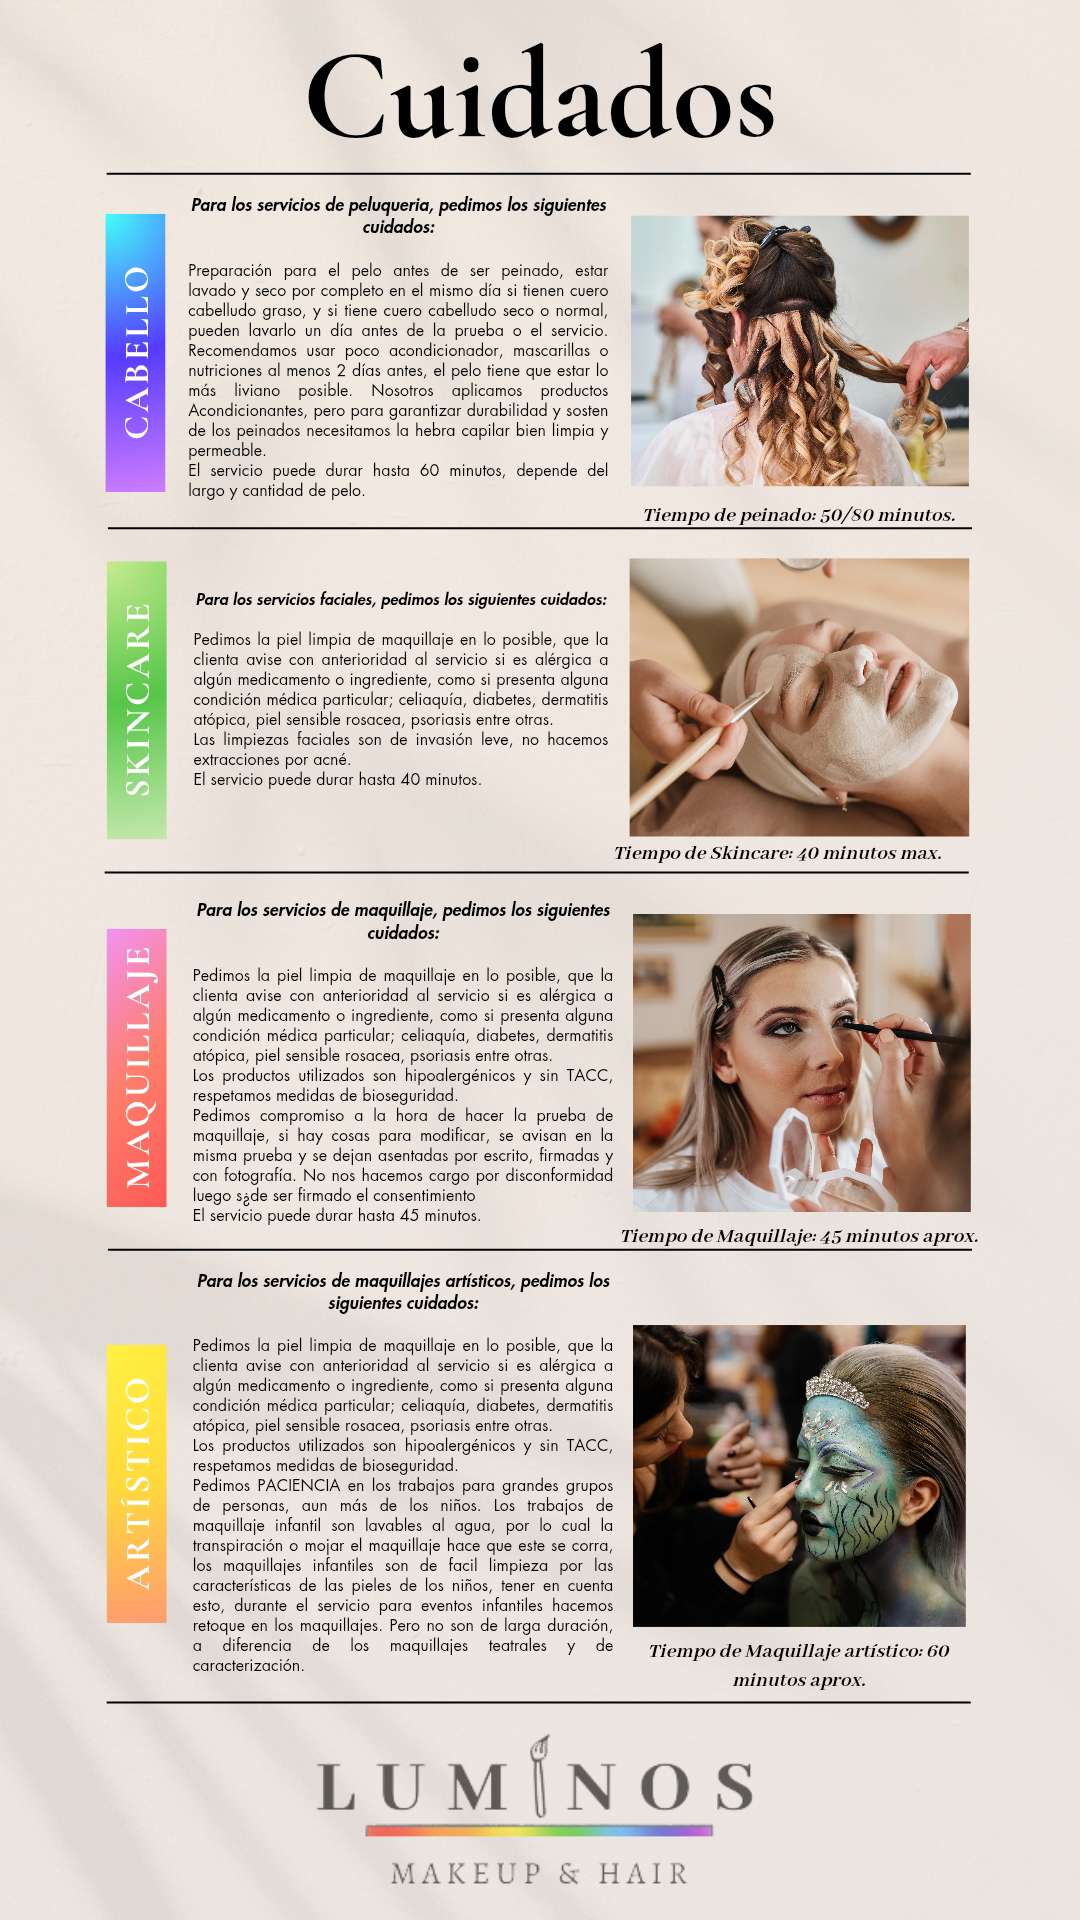 Cuidados
CABELLO
Para los servicios de peluqueria, pedimos los siguientes
cuidados:
Preparación para el pelo antes de ser peinado, estar
lavado y seco por completo en el mismo día si tienen cuero
cabelludo graso, y si tiene cuero cabelludo seco o normal,
pueden lavarlo un día antes de la prueba o el servicio.
Recomendamos usar poco acondicionador, mascarillas o
nutriciones al menos 2 días antes, el pelo tiene que estar lo
más liviano posible. Nosotros aplicamos productos
Acondicionantes, pero para garantizar durabilidad y sosten
de los peinados necesitamos la hebra capilar bien limpia y
permeable.
El servicio puede durar hasta 60 minutos, depende del
largo y cantidad de pelo.
Tiempo de peinado: 50/80 minutos.
SKINCARE
Para los servicios faciales, pedimos los siguientes cuidados:
Pedimos la piel limpia de maquillaje en lo posible, que la
clienta avise con anterioridad al servicio si es alérgica a
algún medicamento o ingrediente, como si presenta alguna
condición médica particular; celiaquía, diabetes, dermatitis
atópica, piel sensible rosacea, psoriasis entre otras.
Las limpiezas faciales son de invasión leve, no hacemos
extracciones por acné.
El servicio puede durar hasta 40 minutos.
Tiempo de Skincare: 40 minutos max.
MAQUILLAJE
Para los servicios de maquillaje, pedimos los siguientes
cuidados:
Pedimos la piel limpia de maquillaje en lo posible, que la
clienta avise con anterioridad al servicio si es alérgica a
algún medicamento o ingrediente, como si presenta alguna
condición médica particular; celiaquía, diabetes, dermatitis
atópica, piel sensible rosacea, psoriasis entre otras.
Los productos utilizados son hipoalergénicos y sin TACC,
respetamos medidas de bioseguridad.
Pedimos compromiso a la hora de hacer la prueba de
maquillaje, si hay cosas para modificar, se avisan en la
misma prueba y se dejan asentadas por escrito, firmadas y
con fotografía. No nos hacemos cargo por disconformidad
luego s¿de ser firmado el consentimiento
El servicio puede durar hasta 45 minutos.
Tiempo de Maquillaje: 45 minutos aprox.
ARTÍSTICO
Para los servicios de maquillajes artísticos, pedimos los
siguientes cuidados:
Pedimos la piel limpia de maquillaje en lo posible, que la
clienta avise con anterioridad al servicio si es alérgica a
algún medicamento o ingrediente, como si presenta alguna
condición médica particular; celiaquía, diabetes, dermatitis
atópica, piel sensible rosacea, psoriasis entre otras.
Los productos utilizados son hipoalergénicos y sin TACC,
respetamos medidas de bioseguridad.
Pedimos PACIENCIA en los trabajos para grandes grupos
de personas, aun más de los niños. Los trabajos de
maquillaje infantil son lavables al agua, por lo cual la
transpiración o mojar el maquillaje hace que este se corra,
los maquillajes infantiles son de facil limpieza por las
características de las pieles de los niños, tener en cuenta
esto, durante el servicio para eventos infantiles hacemos
retoque en los maquillajes. Pero no son de larga duración,
a diferencia de los maquillajes teatrales y de
caracterización.
Tiempo de Maquillaje artístico: 60
minutos aprox.
LUMINOS
MAKEUP & HAIR